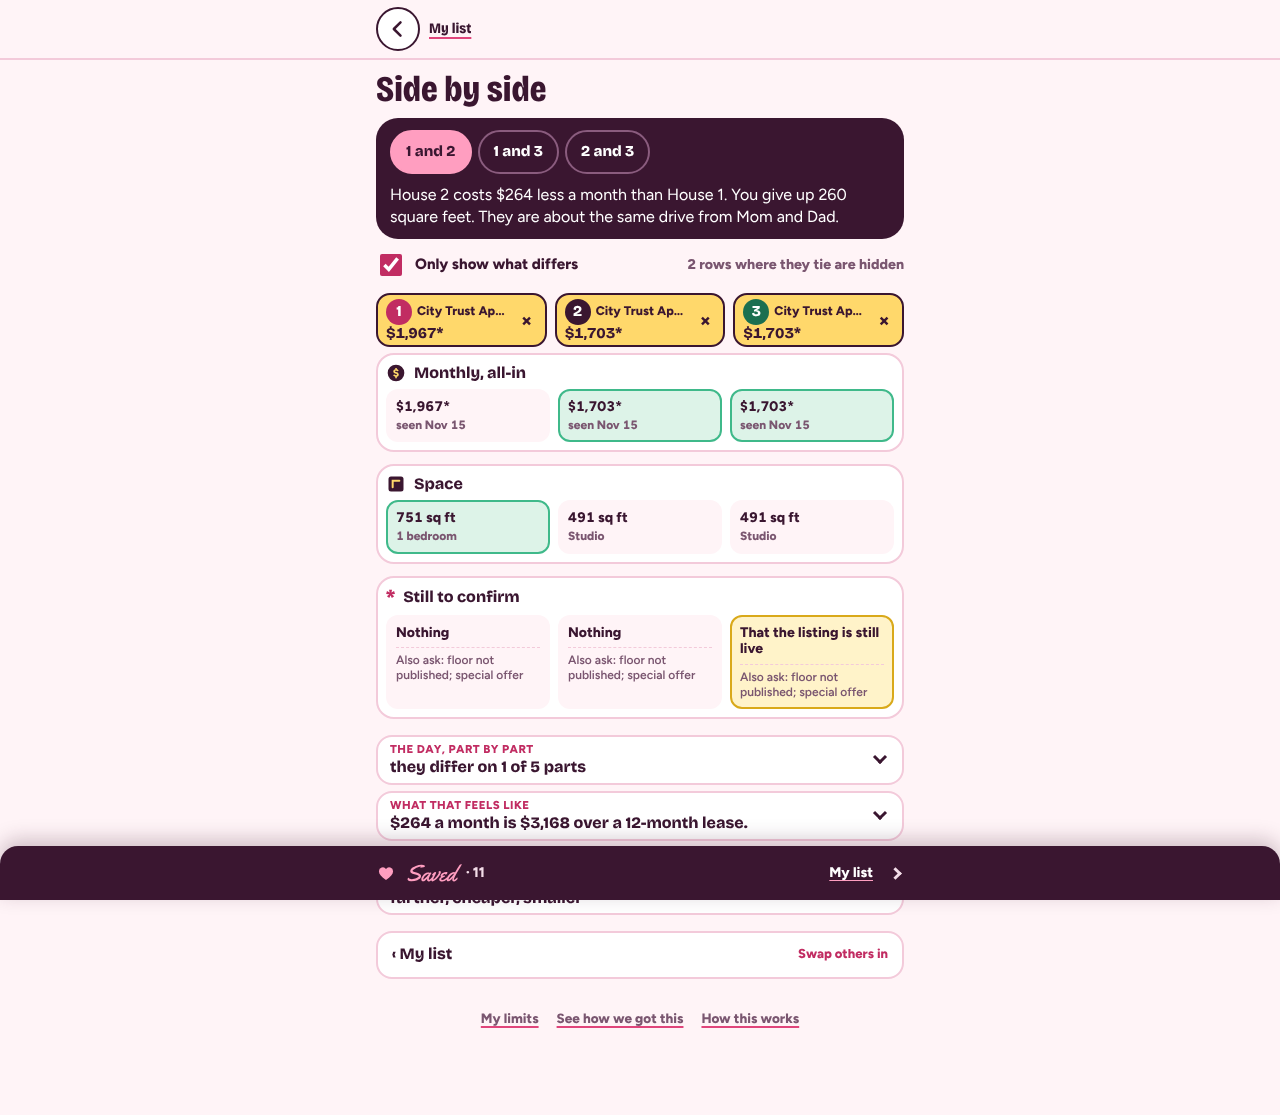 My list
Side by side
1 and 2
1 and 3
2 and 3
House 2 costs $264 less a month than House 1. You give up 260
square feet. They are about the same drive from Mom and Dad.
Only show what differs
2 rows where they tie are hidden
1 City Trust Ap... ×
$1,967*
2 City Trust Ap... ×
$1,703*
3 City Trust Ap... ×
$1,703*
$ Monthly, all-in
$1,967*
seen Nov 15
$1,703*
seen Nov 15
$1,703*
seen Nov 15
Space
751 sq ft
1 bedroom
491 sq ft
Studio
491 sq ft
Studio
* Still to confirm
Nothing
Also ask: floor not
published; special offer
Nothing
Also ask: floor not
published; special offer
That the listing is still
live
Also ask: floor not
published; special offer
THE DAY, PART BY PART
they differ on 1 of 5 parts
WHAT THAT FEELS LIKE
$264 a month is $3,168 over a 12-month lease.
Saved · 11
My list
‹ My list
Swap others in
My limits
See how we got this
How this works